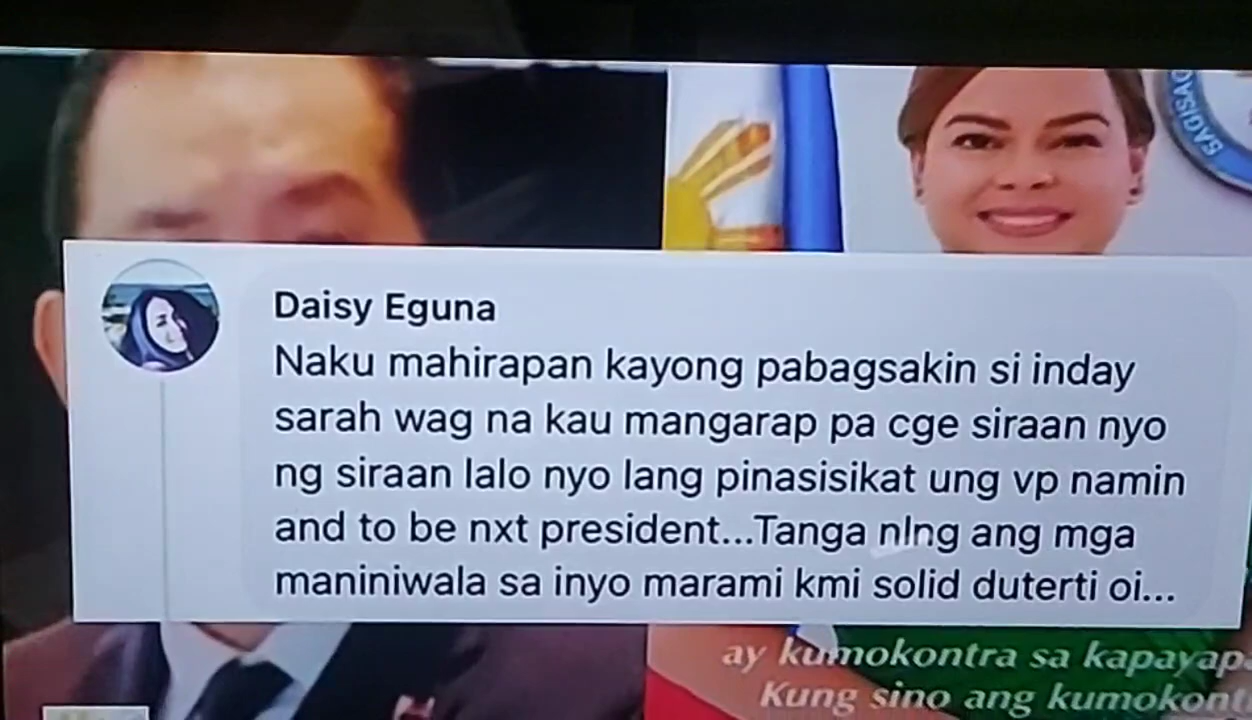 SAGISAG
Daisy Eguna
Naku mahirapan kayong pabagsakin si inday
sarah wag na kau mangarap pa cge siraan nyo
ng siraan lalo nyo lang pinasisikat ung vp namin
and to be nxt president...Tanga nlng ang mga
maniniwala sa inyo marami kmi solid duterti oi...
ay kumokontra sa kapayapa
Kung sino ang kumokont